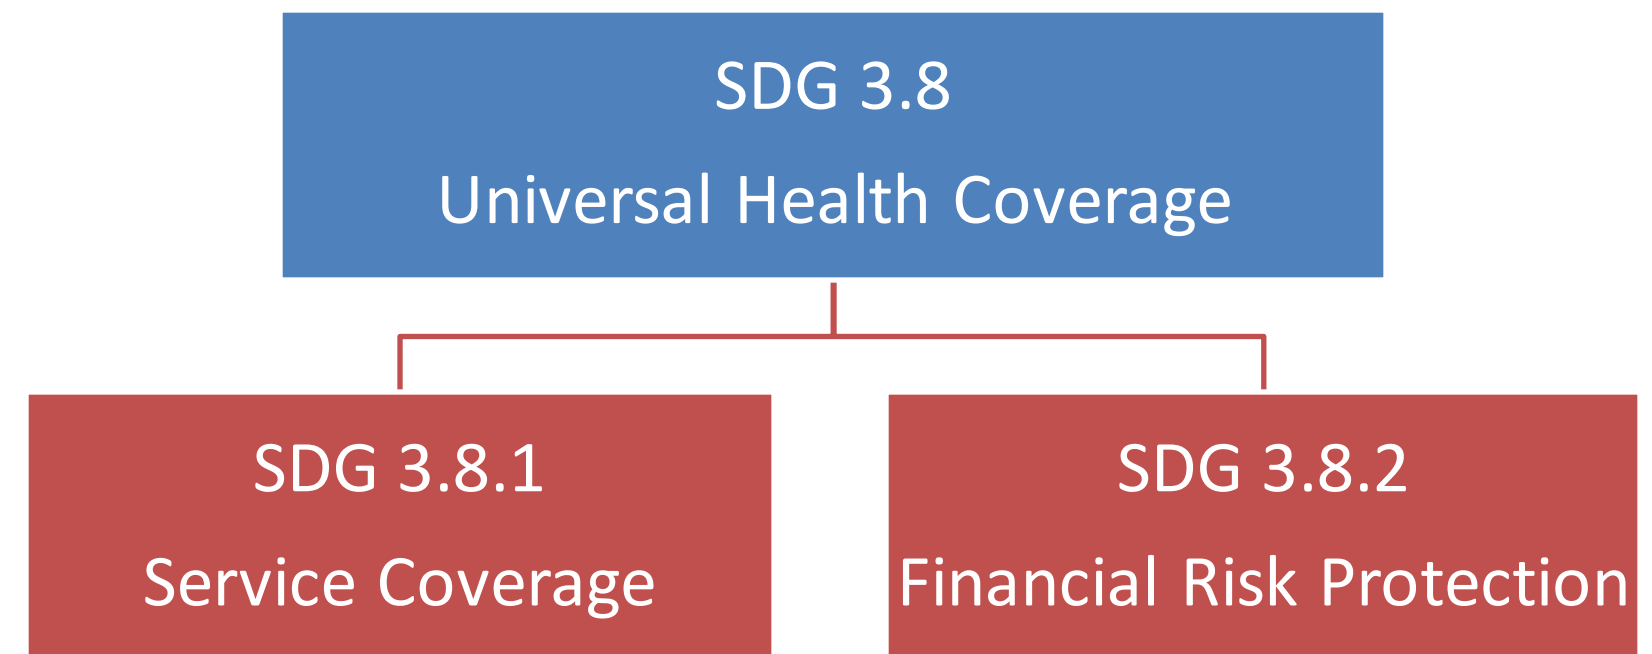 SDG 3.8
Universal Health Coverage
SDG 3.8.1
Service Coverage
SDG 3.8.2
Financial Risk Protection